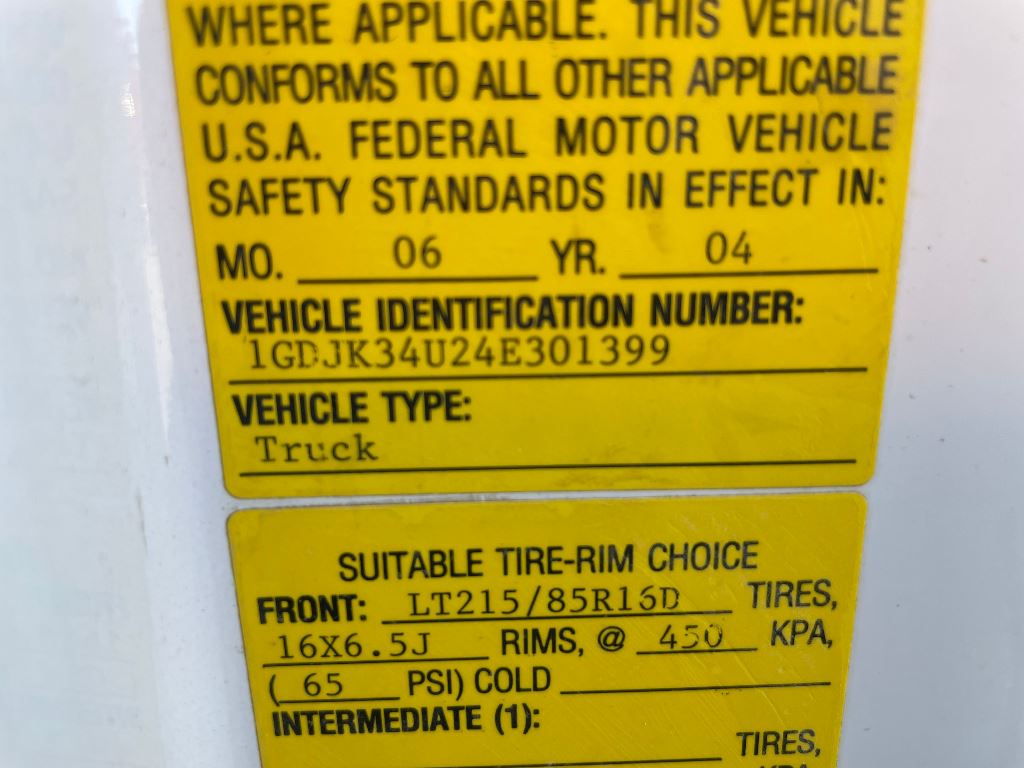 WHERE APPLICABLE. THIS VEHICLE
CONFORMS TO ALL OTHER APPLICABLE
U.S.A. FEDERAL MOTOR VEHICLE
SAFETY STANDARDS IN EFFECT IN:
MO. 06 YR. 04
VEHICLE IDENTIFICATION NUMBER:
1GDJK34U24E301399
VEHICLE TYPE:
Truck
SUITABLE TIRE-RIM CHOICE
FRONT: LT215/85R16D TIRES,
16X6.5J RIMS, @ 450 KPA,
( 65 PSI) COLD
INTERMEDIATE (1):
TIRES,
KPA